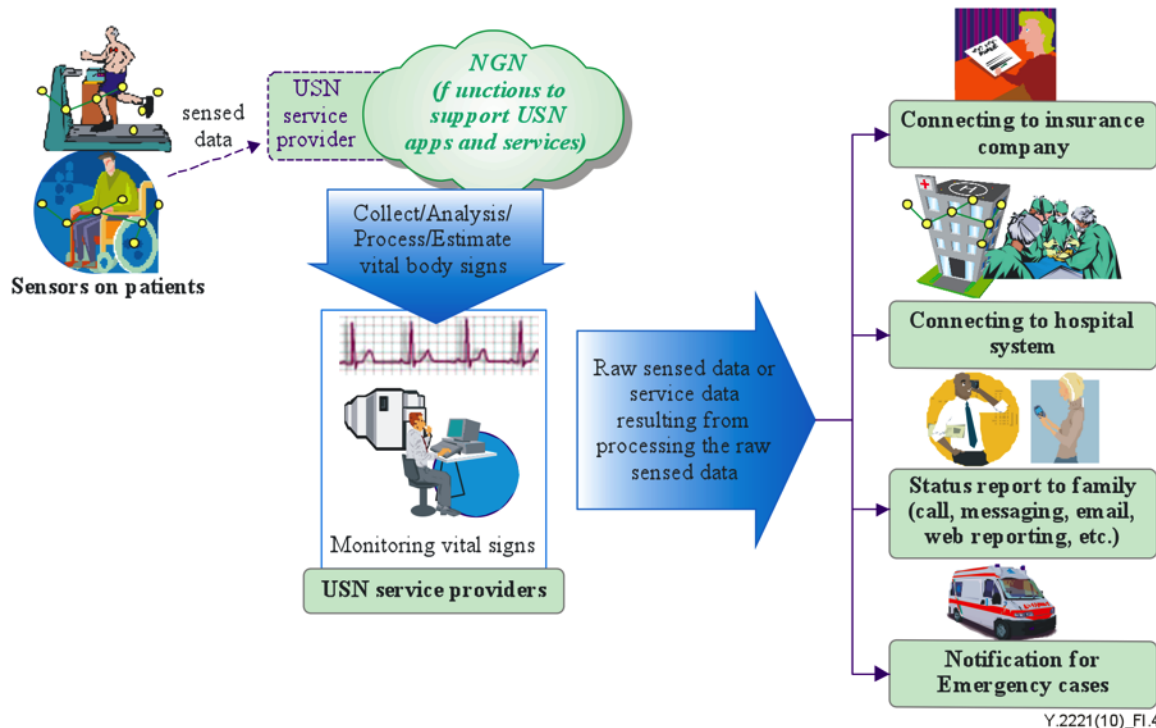 sensed
data
USN
service
provider
NGN
(f unctions to
support USN
apps and services)
Sensors on patients
Collect/Analysis/
Process/Estimate
vital body signs
Monitoring vital signs
USN service providers
Raw sensed data or
service data
resulting from
processing the raw
sensed data
Connecting to insurance
company
H
Connecting to hospital
system
Status report to family
(call, messaging, email,
web reporting, etc.)
Notification for
Emergency cases
Y.2221(10)_FI.4